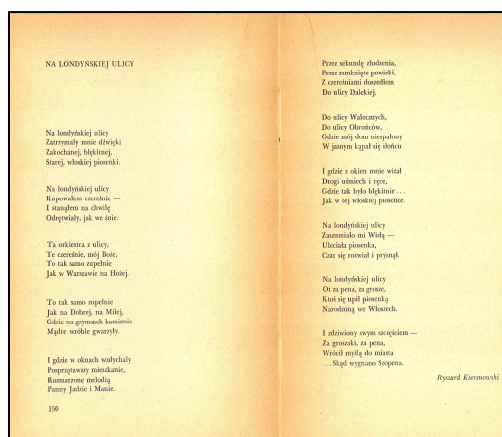 NA LONDYŃSKIEJ ULICY
Na londyńskiej ulicy
Zatrzymały mnie dźwięki
Zakochanej, błękitnej,
Starej, włoskiej piosenki.
Na londyńskiej ulicy
Kupowałem czereśnie —
I stanąłem na chwilę
Odrętwiały, jak we śnie.
Ta orkiestra z ulicy,
Te czereśnie, mój Boże,
To tak samo zupełnie
Jak w Warszawie na Hożej.
To tak samo zupełnie
Jak na Dobrej, na Miłej,
Gdzie na gzymsach kamienic
Mądre wróble gwarzyły.
I gdzie w oknach wzdychały
Posprzątawszy mieszkanie,
Rozmarzone melodią
Panny Jadzie i Manie.
150
Przez sekundę złudzenia,
Przez zamknięte powieki,
Z czereśniami doszedłem
Do ulicy Dalekiej,
Do ulicy Walecznych,
Do ulicy Obrońców,
Gdzie mój dom niespalony
W jasnym kąpał się słońcu
I gdzie z okien mnie witał
Drogi uśmiech i ręce,
Gdzie tak było błękitnie...
Jak w tej włoskiej piosence.
Na londyńskiej ulicy
Zaszumiało mi Wisłą —
Uleciała piosenka,
Czar się rozwiał i prysnął.
Na londyńskiej ulicy
Ot za pena, za grosze,
Ktoś się upił piosenką
Narodzoną we Włoszech.
I zdziwiony swym szczęściem —
Za groszaki, za pena,
Wrócił myślą do miasta
...Skąd wygnano Szopena.
Ryszard Kiersnowski